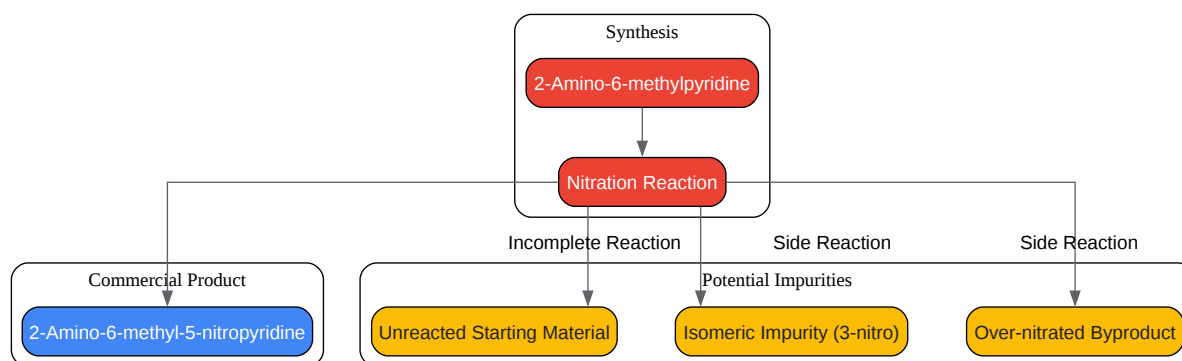 Synthesis
2-Amino-6-methylpyridine
Nitration Reaction
Incomplete Reaction
Side Reaction
Side Reaction
Commercial Product
Potential Impurities
2-Amino-6-methyl-5-nitropyridine
Unreacted Starting Material
Isomeric Impurity (3-nitro)
Over-nitrated Byproduct